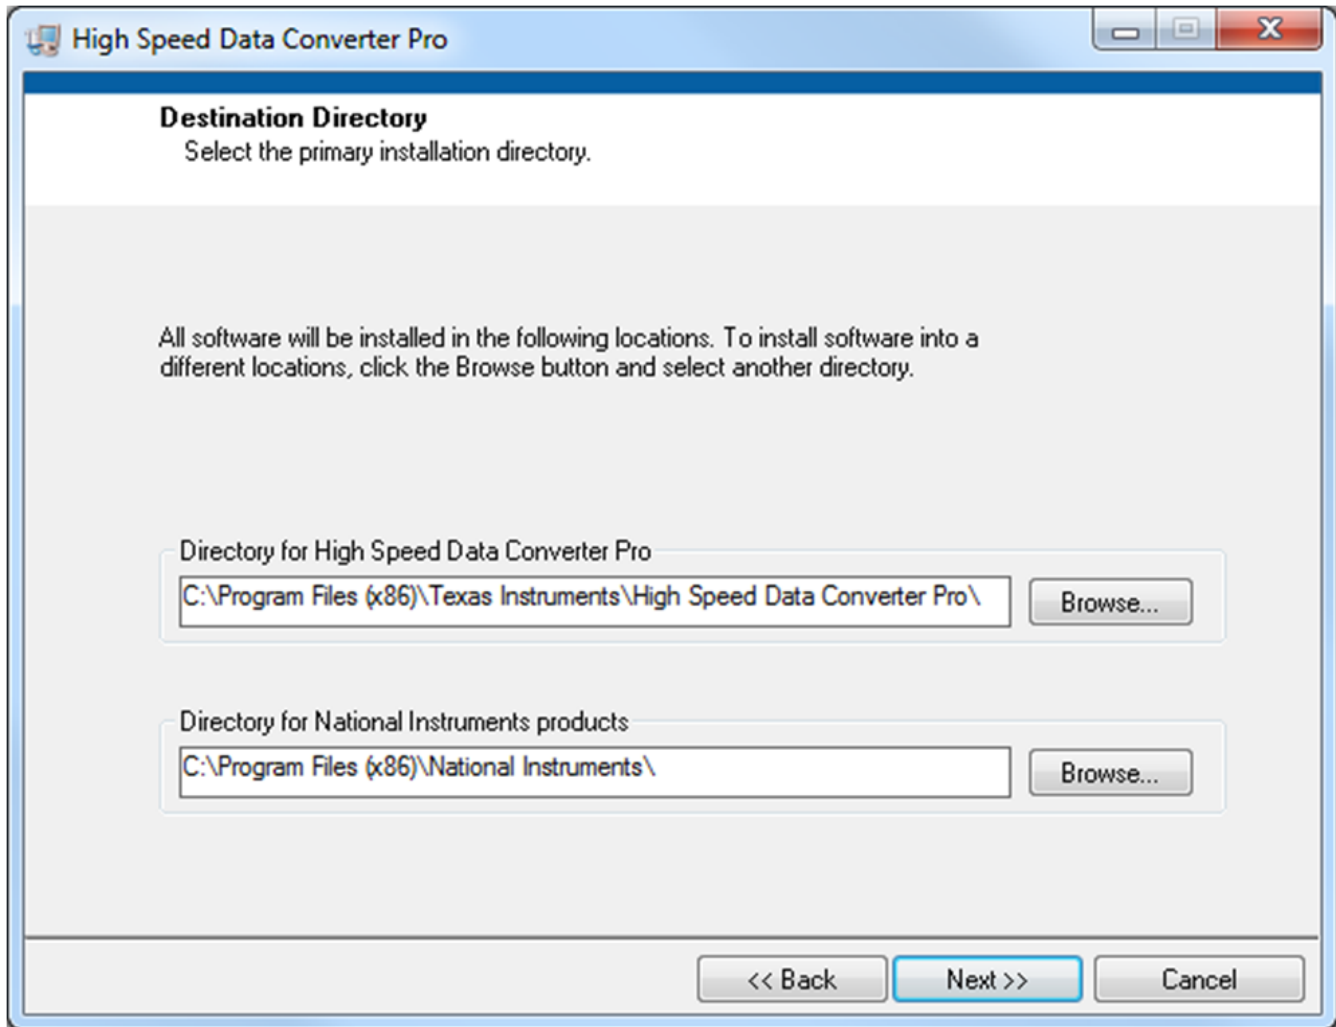 High Speed Data Converter Pro
Destination Directory
Select the primary installation directory.
All software will be installed in the following locations. To install software into a
different locations, click the Browse button and select another directory.
Directory for High Speed Data Converter Pro
C:\Program Files (x86)\Texas Instruments\High Speed Data Converter Pro\
Browse...
Directory for National Instruments products
C:\Program Files (x86)\National Instruments\
Browse...
<< Back
Next >>
Cancel